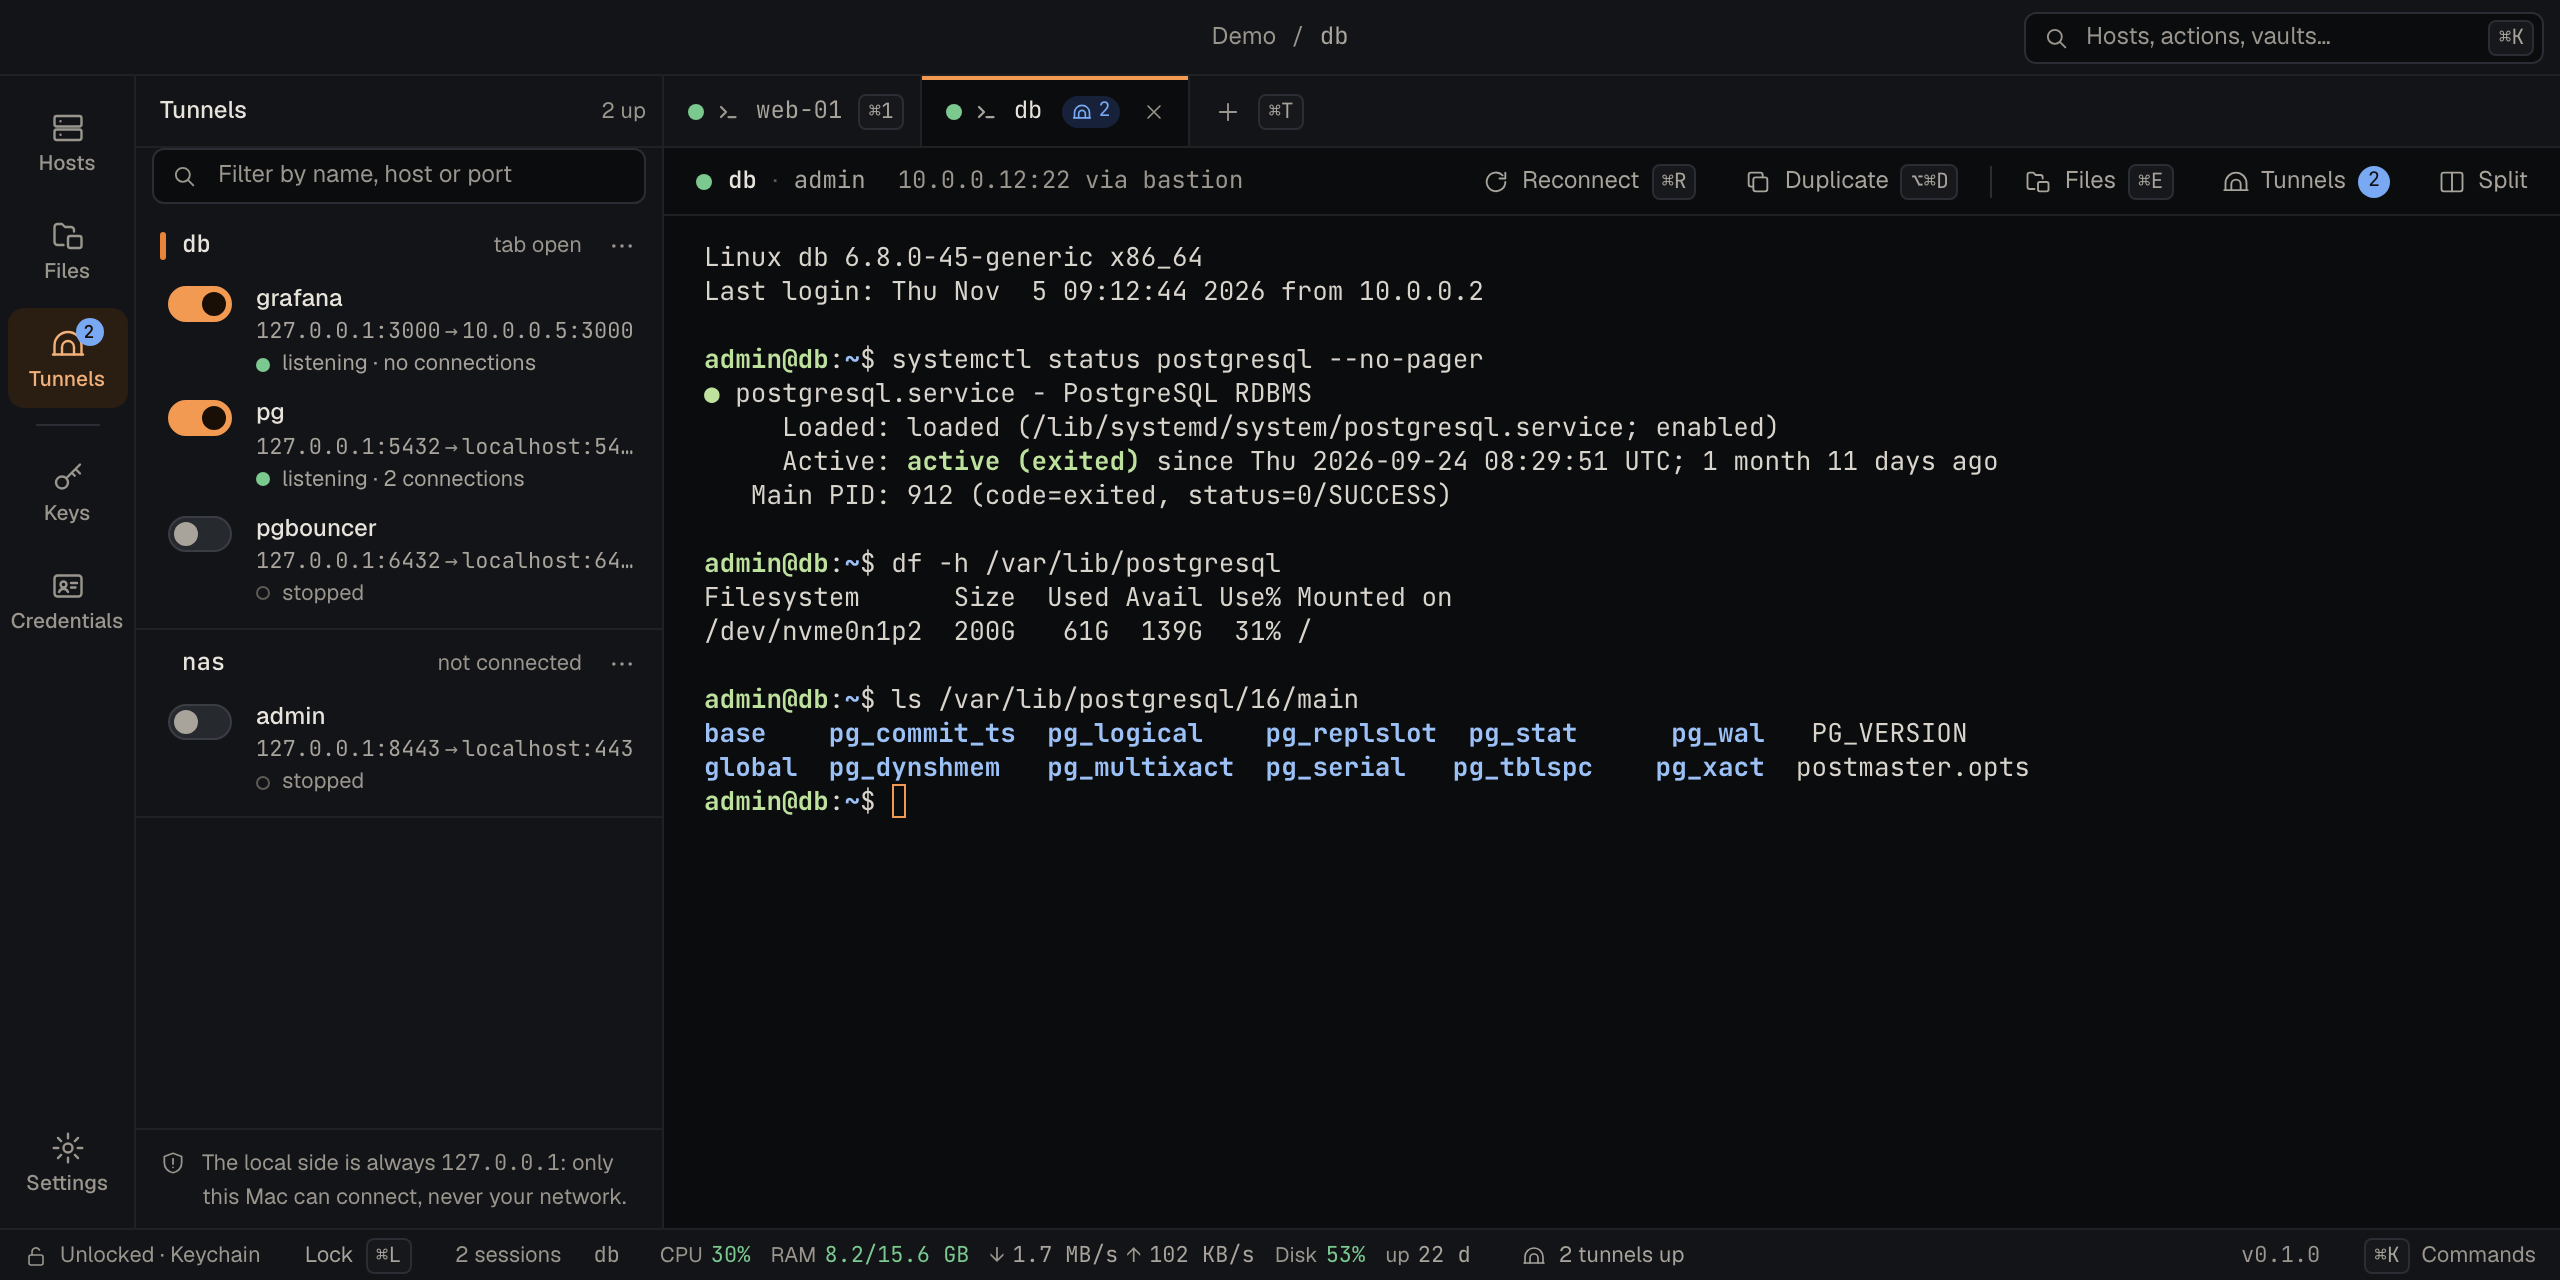 Demo / db
Hosts, actions, vaults… ⌘K
Hosts
Files
2
Tunnels
Keys
Credentials
Settings
Tunnels 2 up
Filter by name, host or port
db tab open ···
grafana
127.0.0.1:3000→10.0.0.5:3000
listening · no connections
pg
127.0.0.1:5432→localhost:54…
listening · 2 connections
pgbouncer
127.0.0.1:6432→localhost:64…
stopped
nas not connected ···
admin
127.0.0.1:8443→localhost:443
stopped
The local side is always 127.0.0.1: only
this Mac can connect, never your network.
web-01 ⌘1 db 2 × + ⌘T
db · admin 10.0.0.12:22 via bastion Reconnect ⌘R Duplicate ⌥⌘D Files ⌘E Tunnels 2 Split
Linux db 6.8.0-45-generic x86_64
Last login: Thu Nov  5 09:12:44 2026 from 10.0.0.2
admin@db:~$ systemctl status postgresql --no-pager
● postgresql.service - PostgreSQL RDBMS
     Loaded: loaded (/lib/systemd/system/postgresql.service; enabled)
     Active: active (exited) since Thu 2026-09-24 08:29:51 UTC; 1 month 11 days ago
   Main PID: 912 (code=exited, status=0/SUCCESS)
admin@db:~$ df -h /var/lib/postgresql
Filesystem      Size  Used Avail Use% Mounted on
/dev/nvme0n1p2  200G   61G  139G  31% /
admin@db:~$ ls /var/lib/postgresql/16/main
base    pg_commit_ts  pg_logical    pg_replslot  pg_stat      pg_wal   PG_VERSION
global  pg_dynshmem   pg_multixact  pg_serial   pg_tblspc    pg_xact  postmaster.opts
admin@db:~$
Unlocked · Keychain Lock ⌘L 2 sessions db CPU 30% RAM 8.2/15.6 GB ↓ 1.7 MB/s ↑ 102 KB/s Disk 53% up 22 d 2 tunnels up v0.1.0 ⌘K Commands